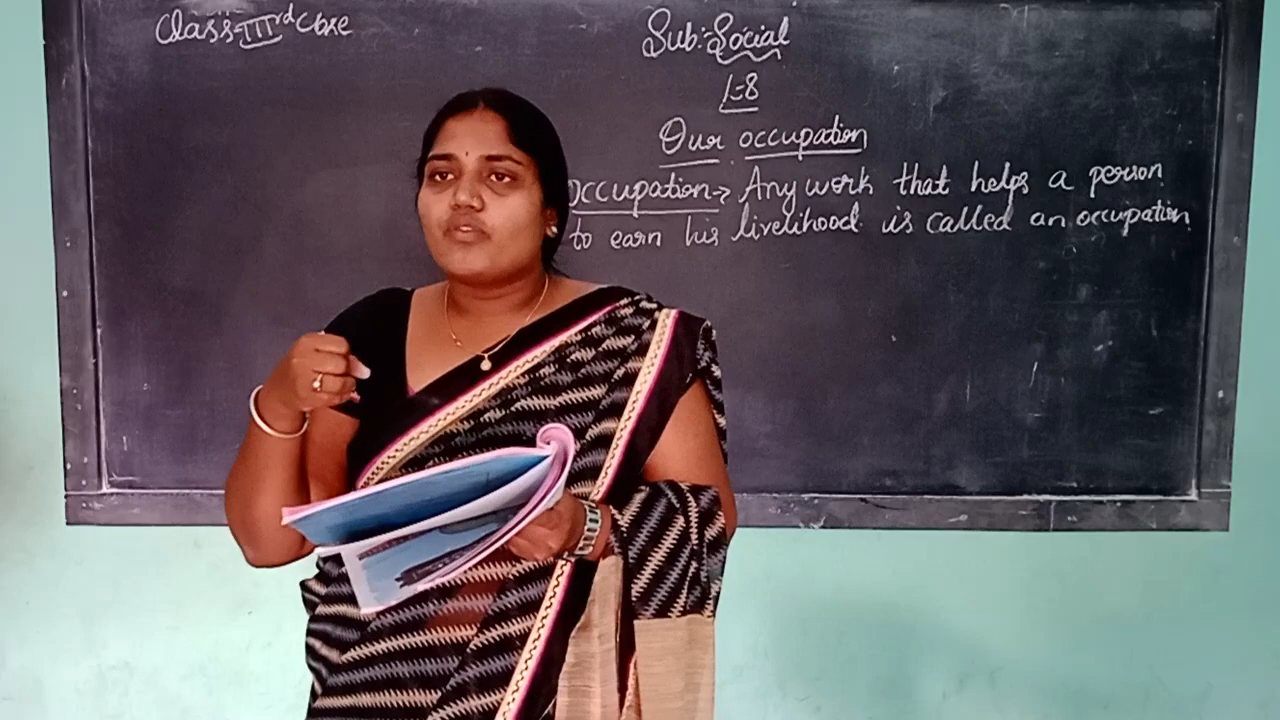 Class-IIIrd CBSE
Sub:-Social
L-8
Our occupation
Occupation-> Any work that helps a person
to earn his livelihood is called an occupation.